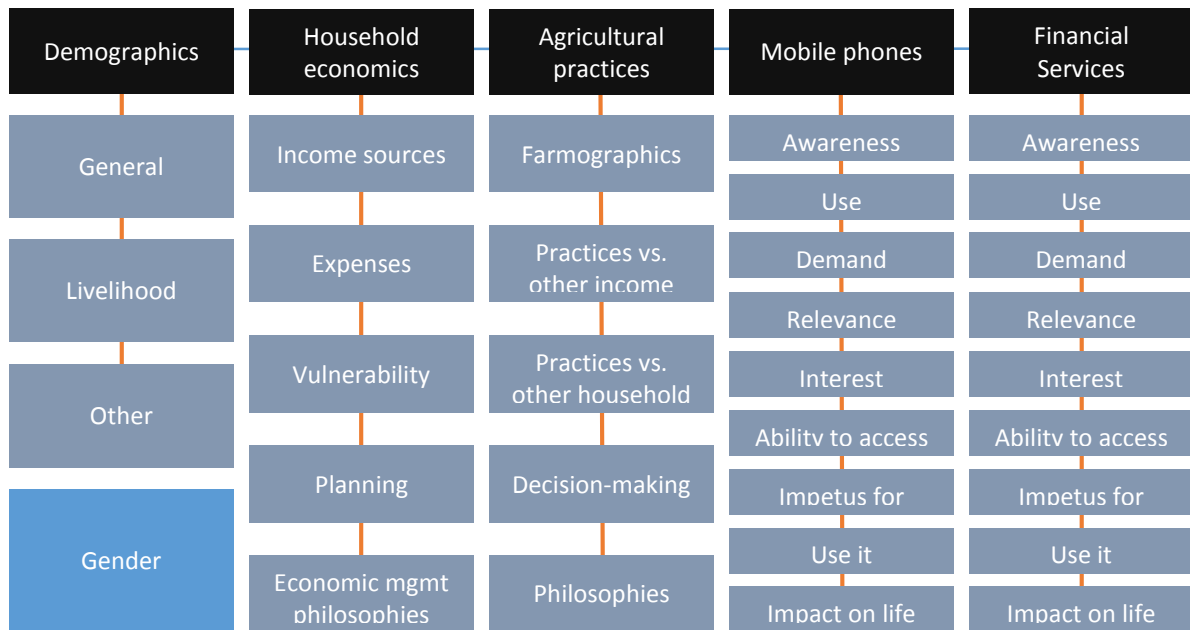 Demographics
Household
economics
Agricultural
practices
Mobile phones
Financial
Services
General
Livelihood
Other
Gender
Income sources
Expenses
Vulnerability
Planning
Economic mgmt
philosophies
Farmographics
Practices vs.
other income
Practices vs.
other household
Decision-making
Philosophies
Awareness
Use
Demand
Relevance
Interest
Ability to access
Impetus for
Use it
Impact on life
Awareness
Use
Demand
Relevance
Interest
Ability to access
Impetus for
Use it
Impact on life